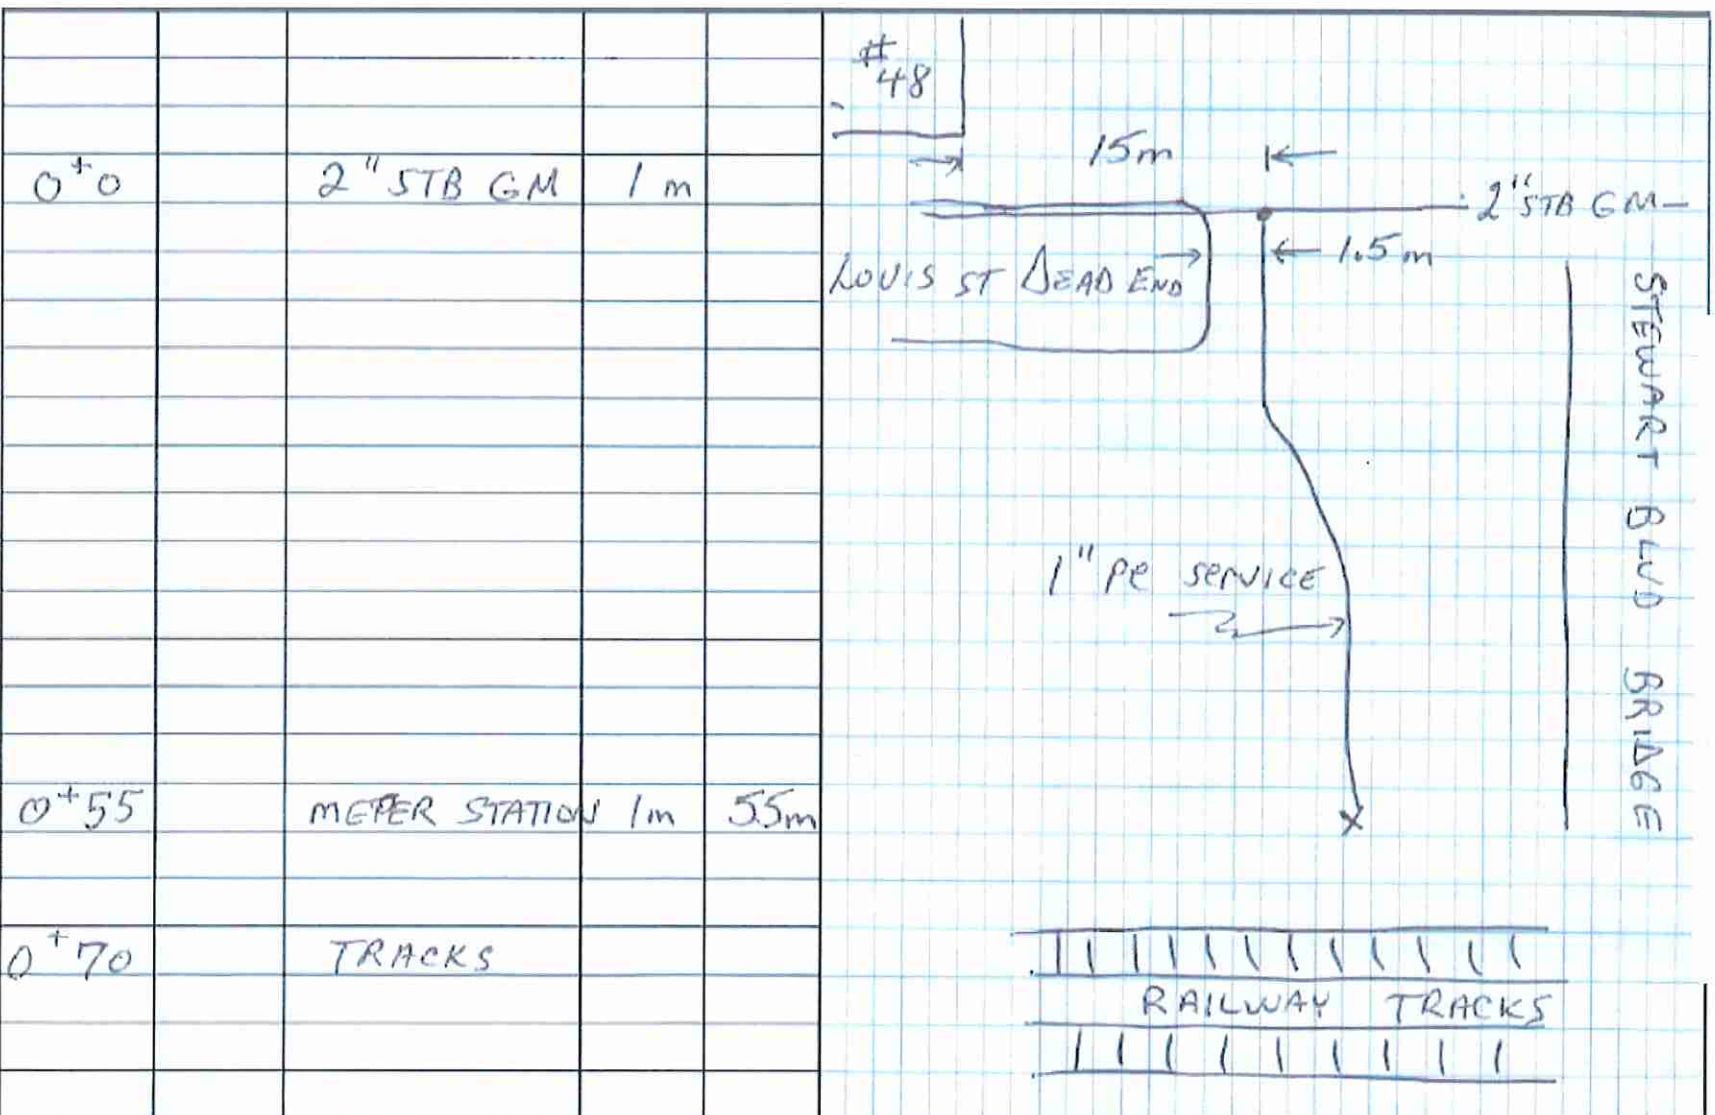 #
48
15m
0+0 2" STB GM 1 m
2" STB GM
1.5m
LOUIS ST DEAD END
STEWART BLVD BRIDGE
1" PE SERVICE
0+55 METER STATION 1m 55m
0+70 TRACKS
RAILWAY TRACKS